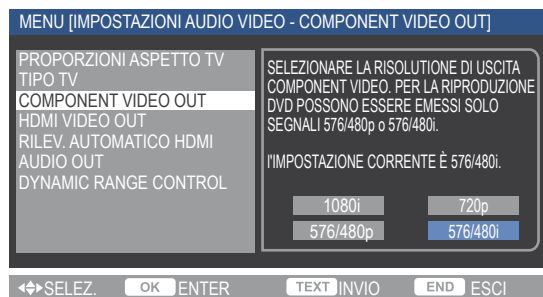 MENU [IMPOSTAZIONI AUDIO VIDEO - COMPONENT VIDEO OUT]
PROPORZIONI ASPETTO TV
TIPO TV
COMPONENT VIDEO OUT
HDMI VIDEO OUT
RILEV. AUTOMATICO HDMI
AUDIO OUT
DYNAMIC RANGE CONTROL
SELEZIONARE LA RISOLUTIONE DI USCITA
COMPONENT VIDEO. PER LA RIPRODUZIONE
DVD POSSONO ESSERE EMESSI SOLO
SEGNALI 576/480p o 576/480i.
l'IMPOSTAZIONE CORRENTE È 576/480i.
1080i 720p
576/480p 576/480i
SELEZ. OK ENTER TEXT INVIO END ESCI